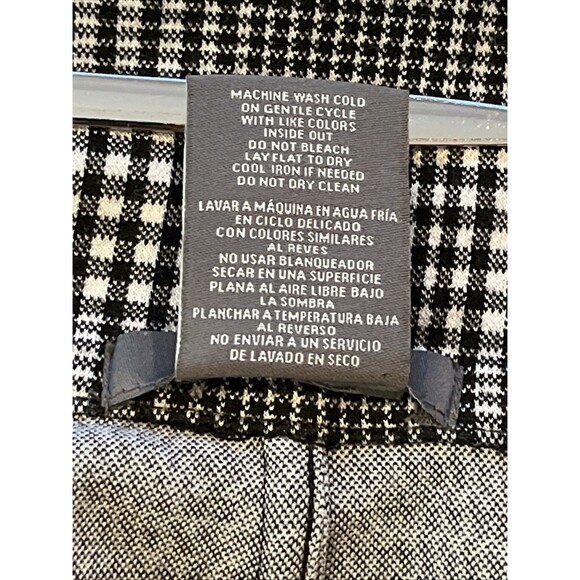 MACHINE WASH COLD
ON GENTLE CYCLE
WITH LIKE COLORS
INSIDE OUT
DO NOT BLEACH
LAY FLAT TO DRY
COOL IRON IF NEEDED
DO NOT DRY CLEAN
LAVAR A MÁQUINA EN AGUA FRÍA
EN CICLO DELICADO
CON COLORES SIMILARES
AL REVES
NO USAR BLANQUEADOR
SECAR EN UNA SUPERFICIE
PLANA AL AIRE LIBRE BAJO
LA SOMBRA
PLANCHAR A TEMPERATURA BAJA
AL REVERSO
NO ENVIAR A UN SERVICIO
DE LAVADO EN SECO